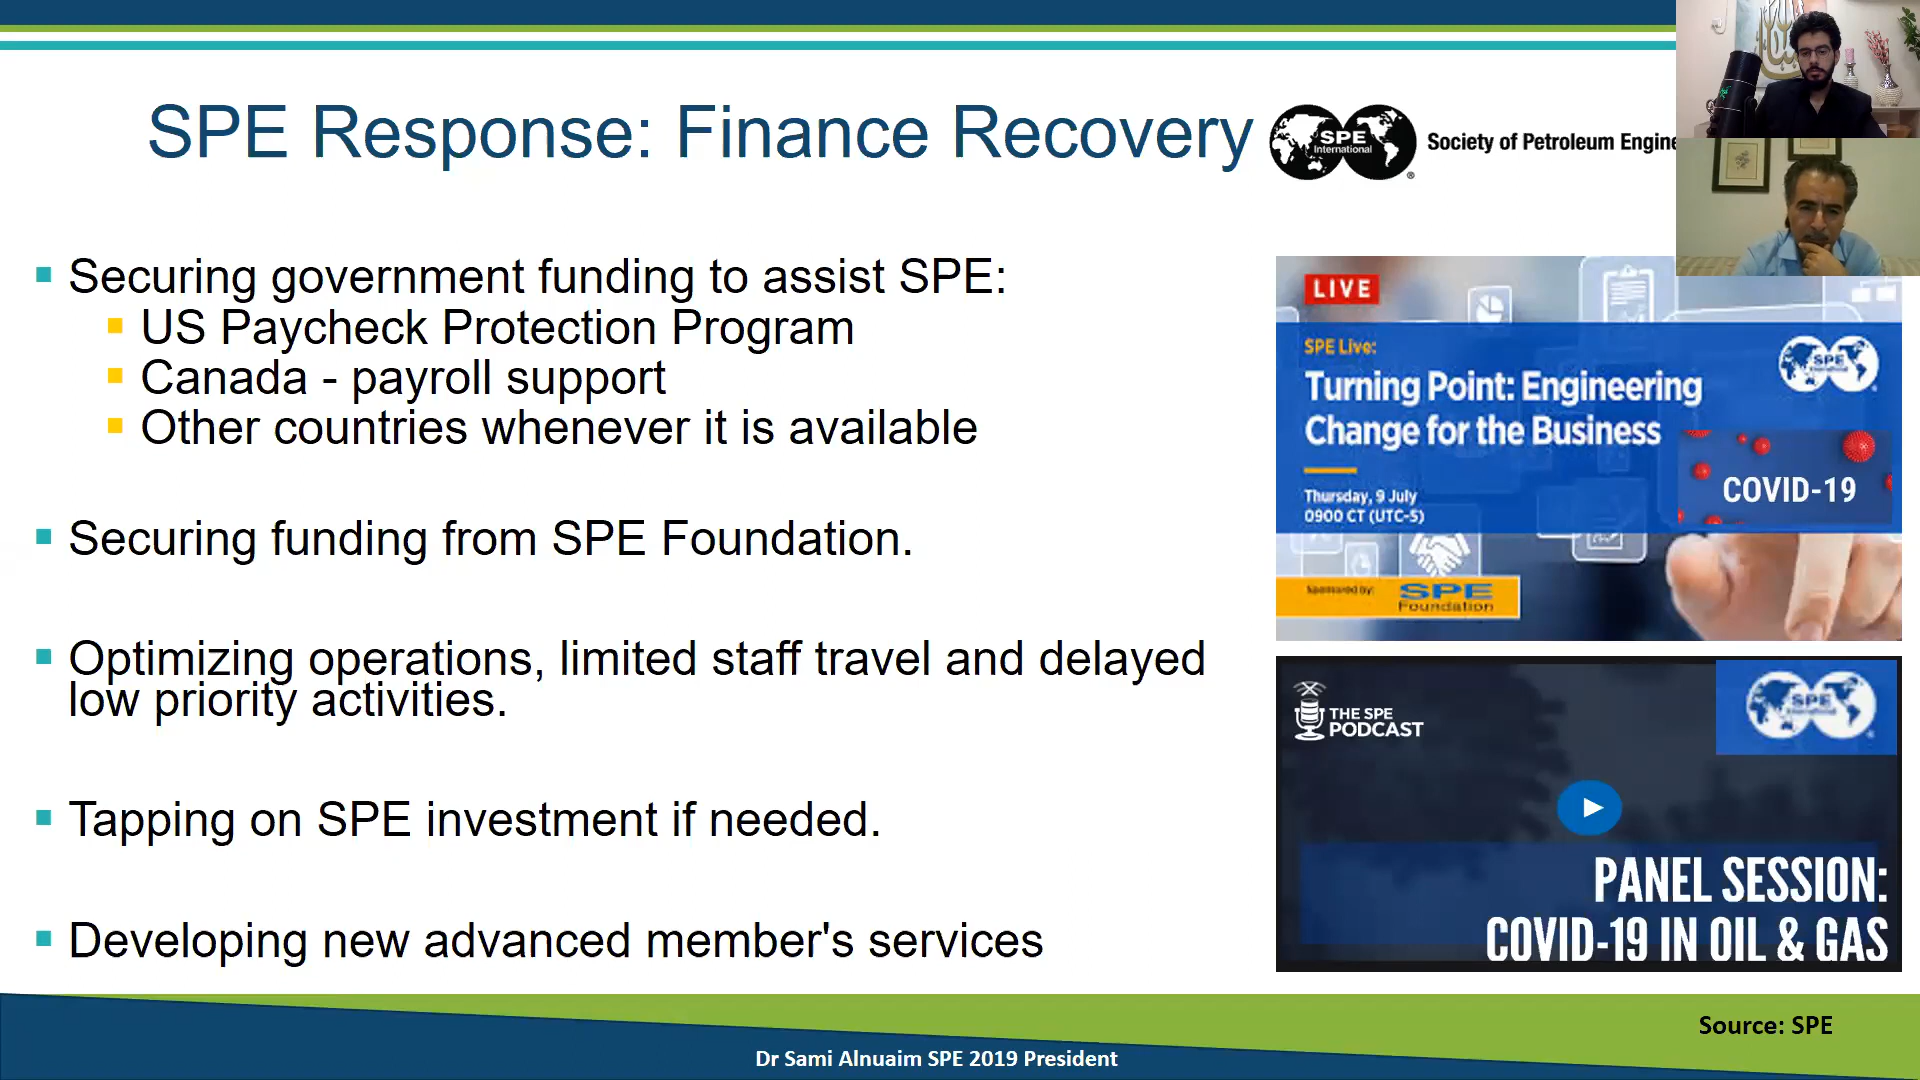 SPE Response: Finance Recovery
SPE
International
Society of Petroleum Engine
Securing government funding to assist SPE:
US Paycheck Protection Program
Canada - payroll support
Other countries whenever it is available
Securing funding from SPE Foundation.
Optimizing operations, limited staff travel and delayed
low priority activities.
Tapping on SPE investment if needed.
Developing new advanced member's services
LIVE
SPE Live:
Turning Point: Engineering
Change for the Business
Thursday, 9 July
0900 CT (UTC-5)
SPE
International
COVID-19
Sponsored by:
SPE
Foundation
THE SPE
PODCAST
SPE
International
PANEL SESSION:
COVID-19 IN OIL & GAS
Source: SPE
Dr Sami Alnuaim SPE 2019 President